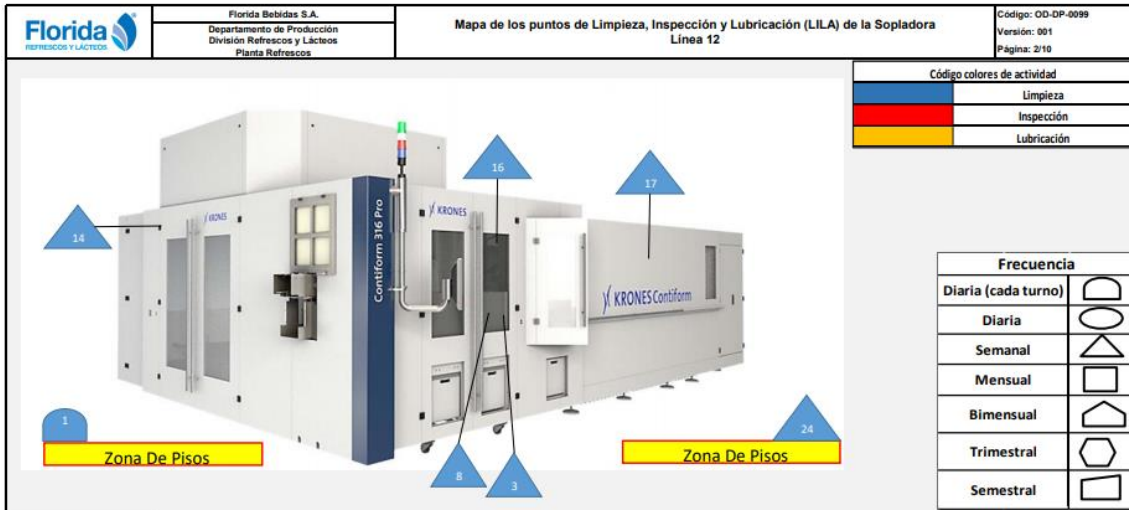 Florida
REFRESCOS Y LÁCTEOS
Florida Bebidas S.A.
Departamento de Producción
División Refrescos y Lácteos
Planta Refrescos
Mapa de los puntos de Limpieza, Inspección y Lubricación (LILA) de la Sopladora
Línea 12
Código: OD-DP-0099
Versión: 001
Página: 2/10
Código colores de actividad
Limpieza
Inspección
Lubricación
16
17
14
KRONES
KRONES
Contiform 316 Pro
KRONES Contiform
Frecuencia
Diaria (cada turno)
Diaria
Semanal
Mensual
Bimensual
Trimestral
Semestral
1
Zona De Pisos
24
Zona De Pisos
8
3